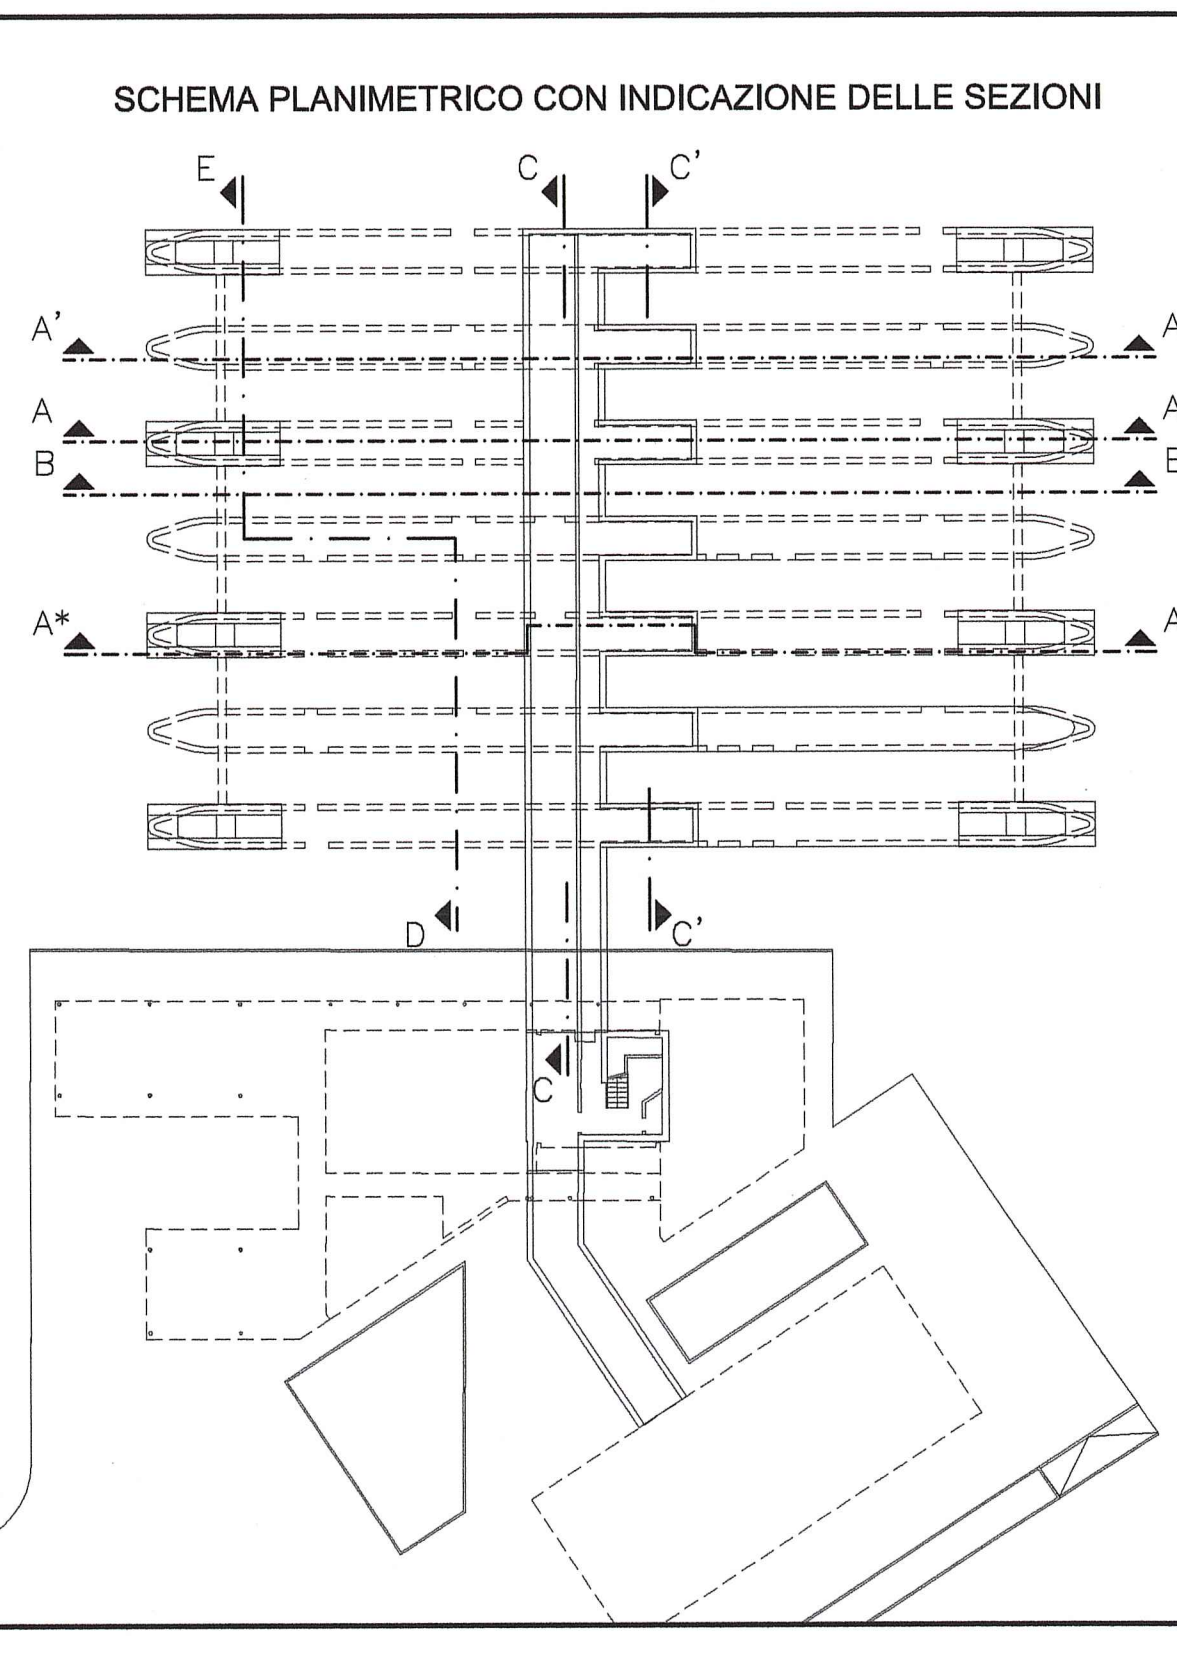 SCHEMA PLANIMETRICO CON INDICAZIONE DELLE SEZIONI
E C C'
A' A
A A
B B
A* A
D C'
C